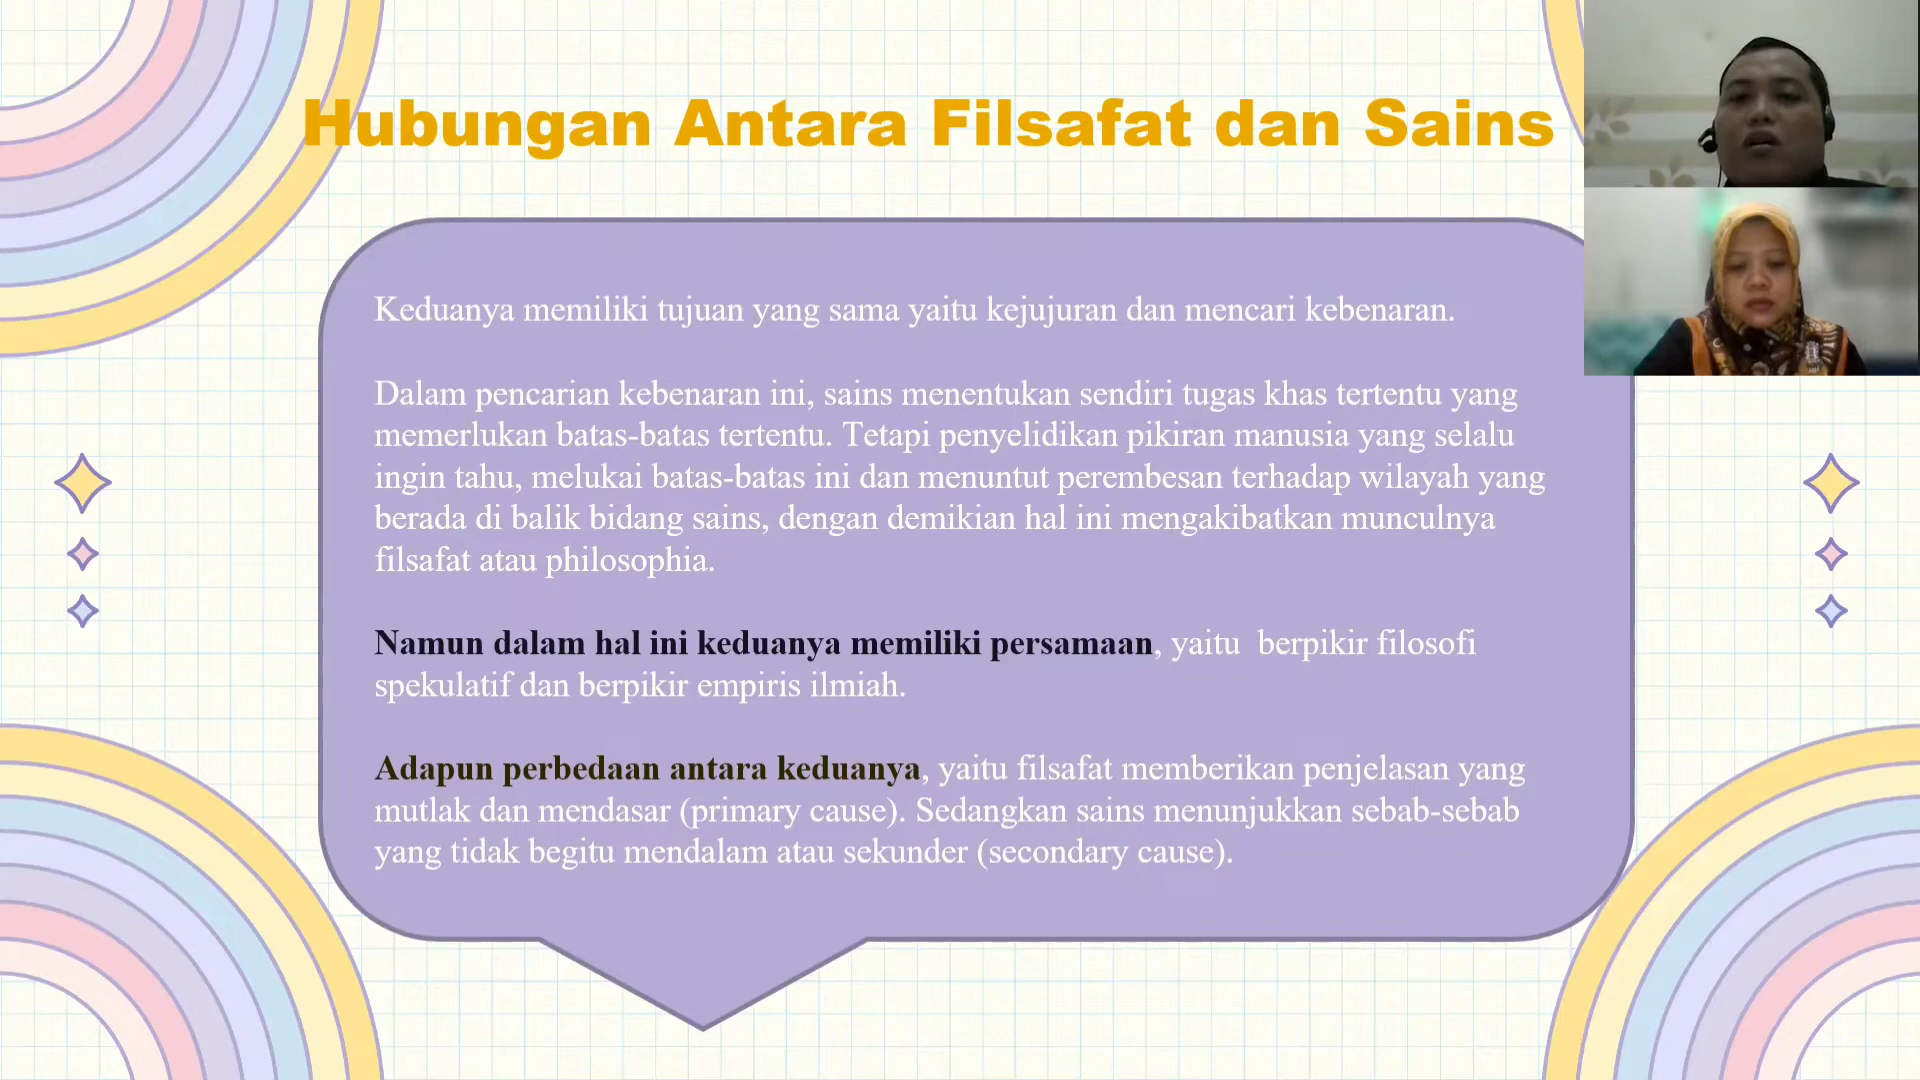 Hubungan Antara Filsafat dan Sains
Keduanya memiliki tujuan yang sama yaitu kejujuran dan mencari kebenaran.
Dalam pencarian kebenaran ini, sains menentukan sendiri tugas khas tertentu yang
memerlukan batas-batas tertentu. Tetapi penyelidikan pikiran manusia yang selalu
ingin tahu, melukai batas-batas ini dan menuntut perembesan terhadap wilayah yang
berada di balik bidang sains, dengan demikian hal ini mengakibatkan munculnya
filsafat atau philosophia.
Namun dalam hal ini keduanya memiliki persamaan, yaitu  berpikir filosofi
spekulatif dan berpikir empiris ilmiah.
Adapun perbedaan antara keduanya, yaitu filsafat memberikan penjelasan yang
mutlak dan mendasar (primary cause). Sedangkan sains menunjukkan sebab-sebab
yang tidak begitu mendalam atau sekunder (secondary cause).